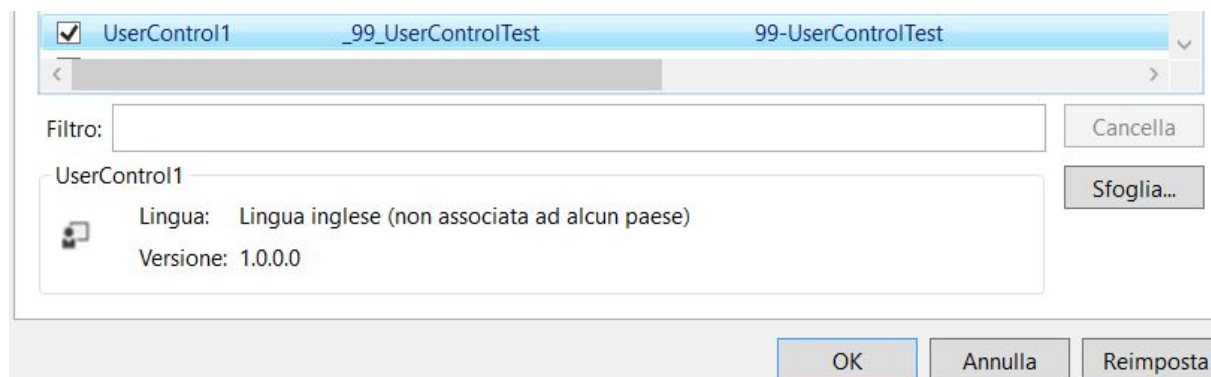 UserControl1 _99_UserControlTest 99-UserControlTest
Filtro: Cancella
UserControl1
Sfoglia...
Lingua: Lingua inglese (non associata ad alcun paese)
Versione: 1.0.0.0
OK Annulla Reimposta